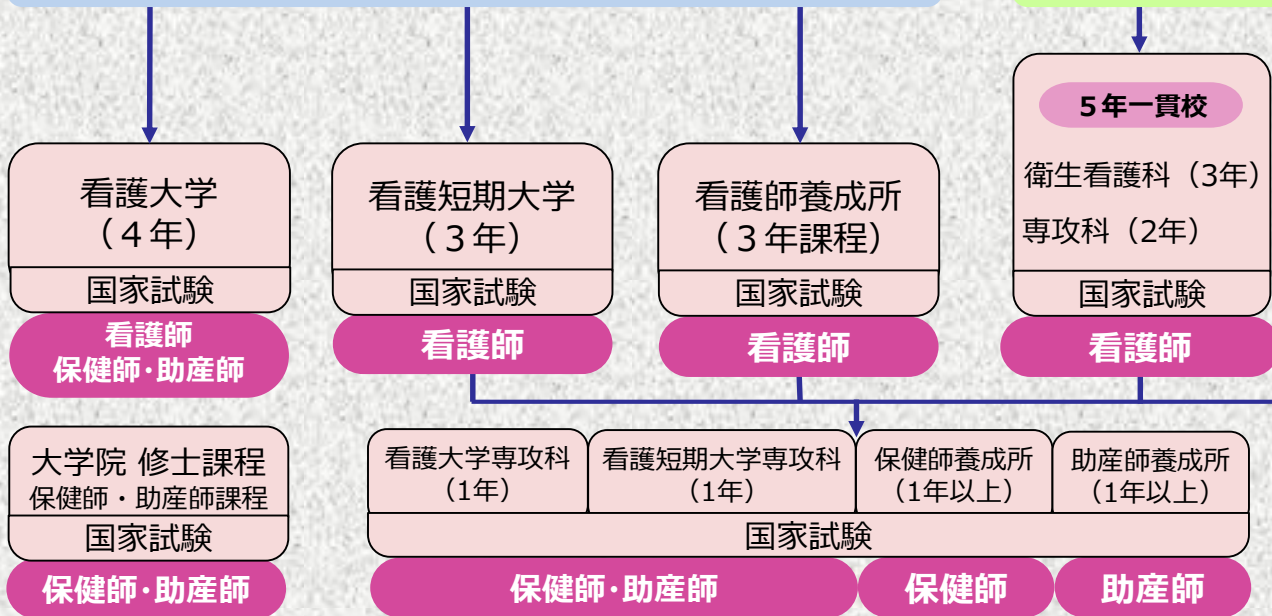 看護大学
（４年）
国家試験
看護師
保健師･助産師
看護短期大学
（３年）
国家試験
看護師
看護師養成所
（３年課程）
国家試験
看護師
５年一貫校
衛生看護科（3年）
専攻科（2年）
国家試験
看護師
大学院 修士課程
保健師・助産師課程
国家試験
保健師･助産師
看護大学専攻科
（1年）
看護短期大学専攻科
（1年）
保健師養成所
（1年以上）
助産師養成所
（1年以上）
国家試験
保健師･助産師
保健師
助産師